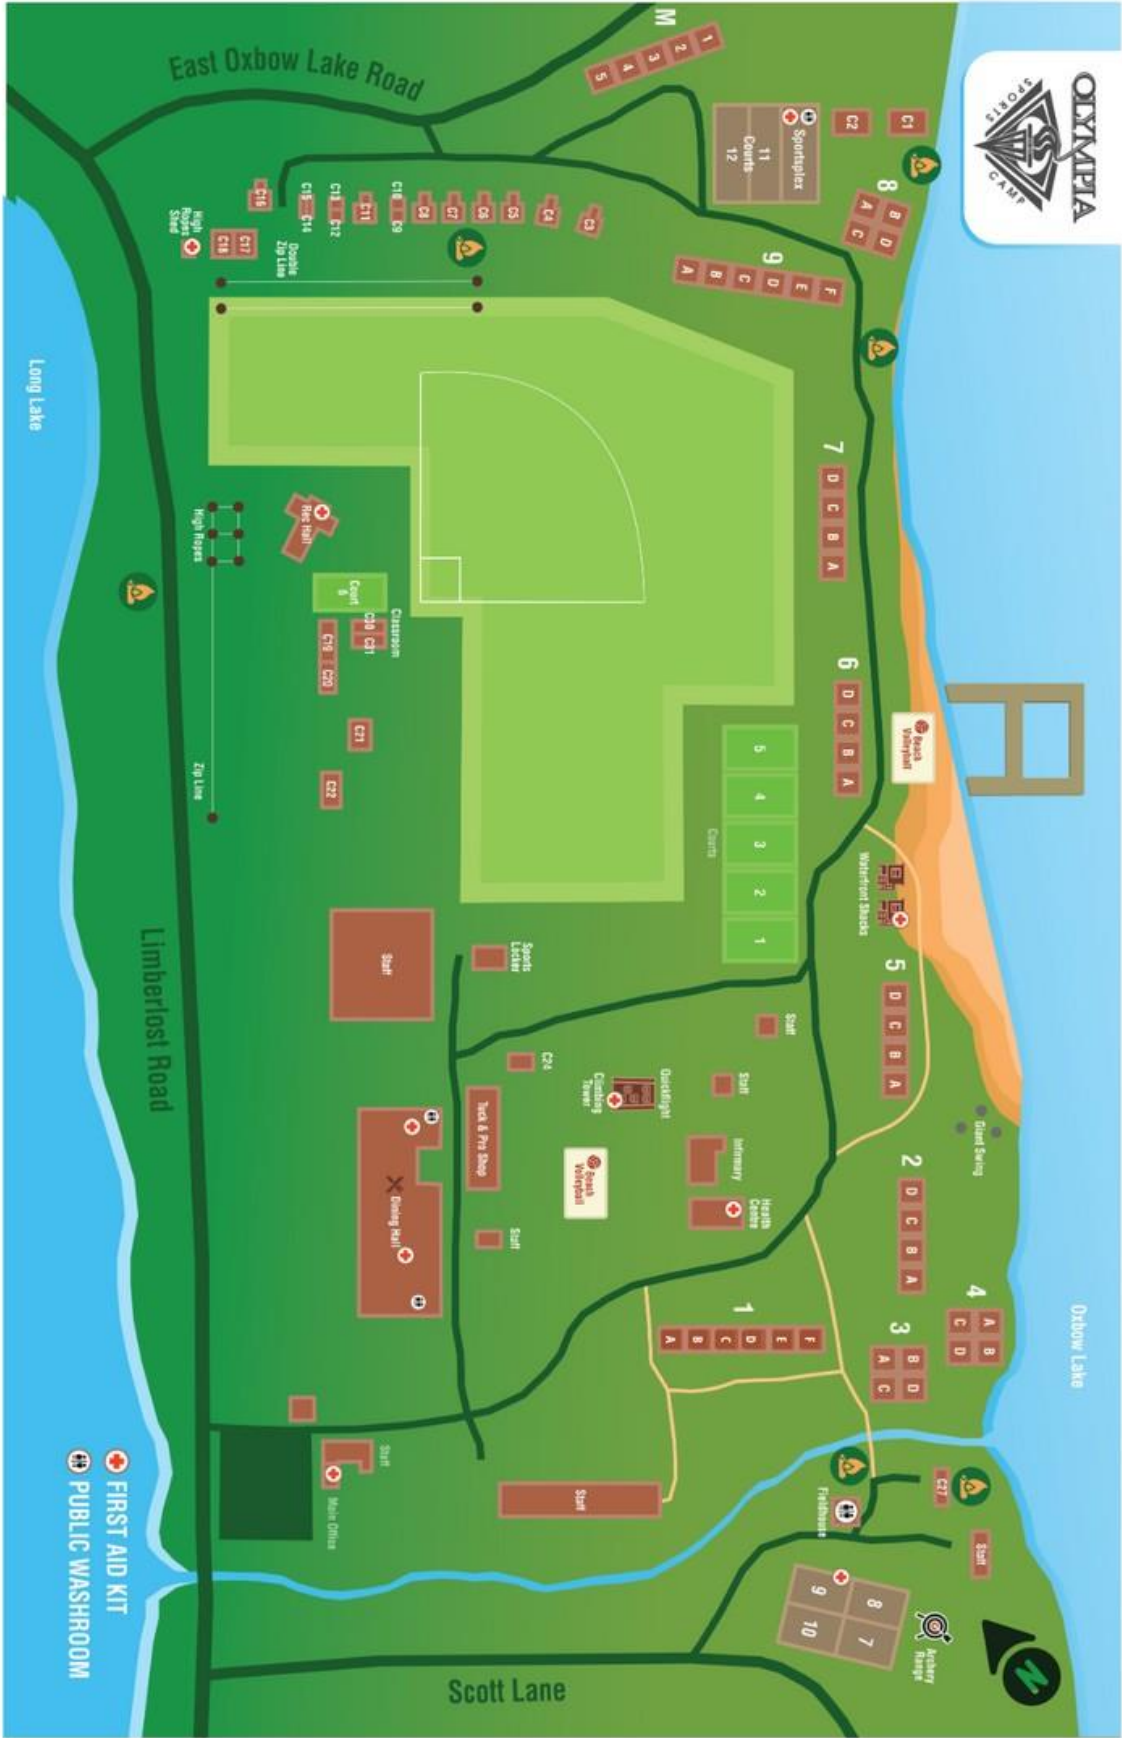 OLYMPIA
SPORTS
CAMP
Oxbow Lake
M
1
2
3
4
5
East Oxbow Lake Road
C1
C2
Sportsplex
11
Courts
12
8
B D
A C
9
F
E
D
C
B
A
C3
C4
C5
C6
C7
C8
C10 C9
C11
C13 C12
C15 C14
C16
C17
C18
High
Ropes
Shed
Double
Zip Line
7
D C B A
6
D C B A
Beach
Volleyball
Waterfront Shacks
5 4 3 2 1
Courts
5
D C B A
Giant Swing
2
D C B A
4
A B
C D
3
B D
A C
1
F
E
D
C
B
A
Rec Hall
Court
6
Classroom
C30 C31
C19 C20
C21
C22
High Ropes
Zip Line
Sports
Locker
Staff
Staff
Staff
C24
Quickflight
Climbing
Tower
Infirmary
Health
Centre
Beach
Volleyball
Tuck & Pro Shop
Staff
Dining Hall
Staff
Main Office
Staff
C27
Staff
Fieldhouse
8 7
9 10
Archery
Range
N
Scott Lane
Limberlost Road
Long Lake
FIRST AID KIT
PUBLIC WASHROOM